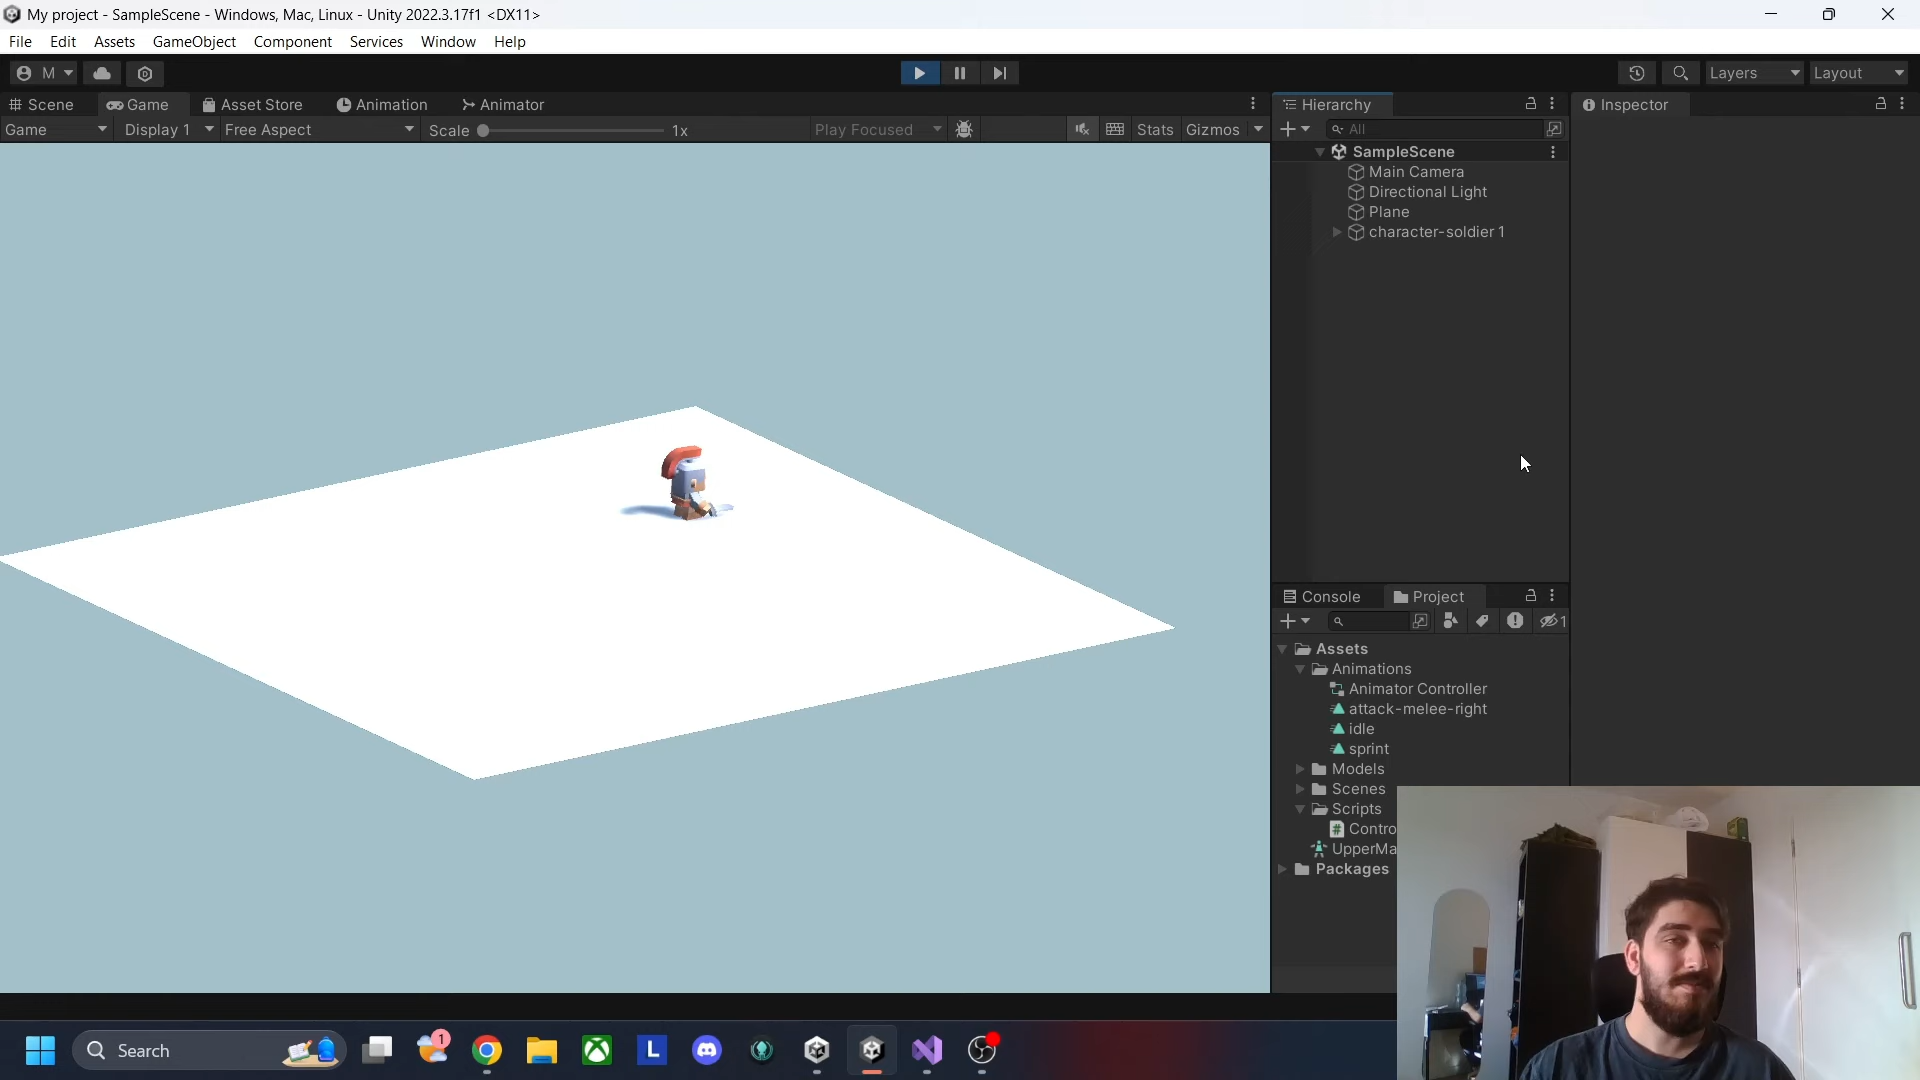 My project - SampleScene - Windows, Mac, Linux - Unity 2022.3.17f1 <DX11>
File Edit Assets GameObject Component Services Window Help
M Layers Layout
Scene Game Asset Store Animation Animator
Game Display 1 Free Aspect Scale 1x Play Focused Stats Gizmos
Hierarchy
All
SampleScene
Main Camera
Directional Light
Plane
character-soldier 1
Inspector
Console Project
1
Assets
Animations
Animator Controller
attack-melee-right
idle
sprint
Models
Scenes
Scripts
Contro
UpperMa
Packages
Search
1
L